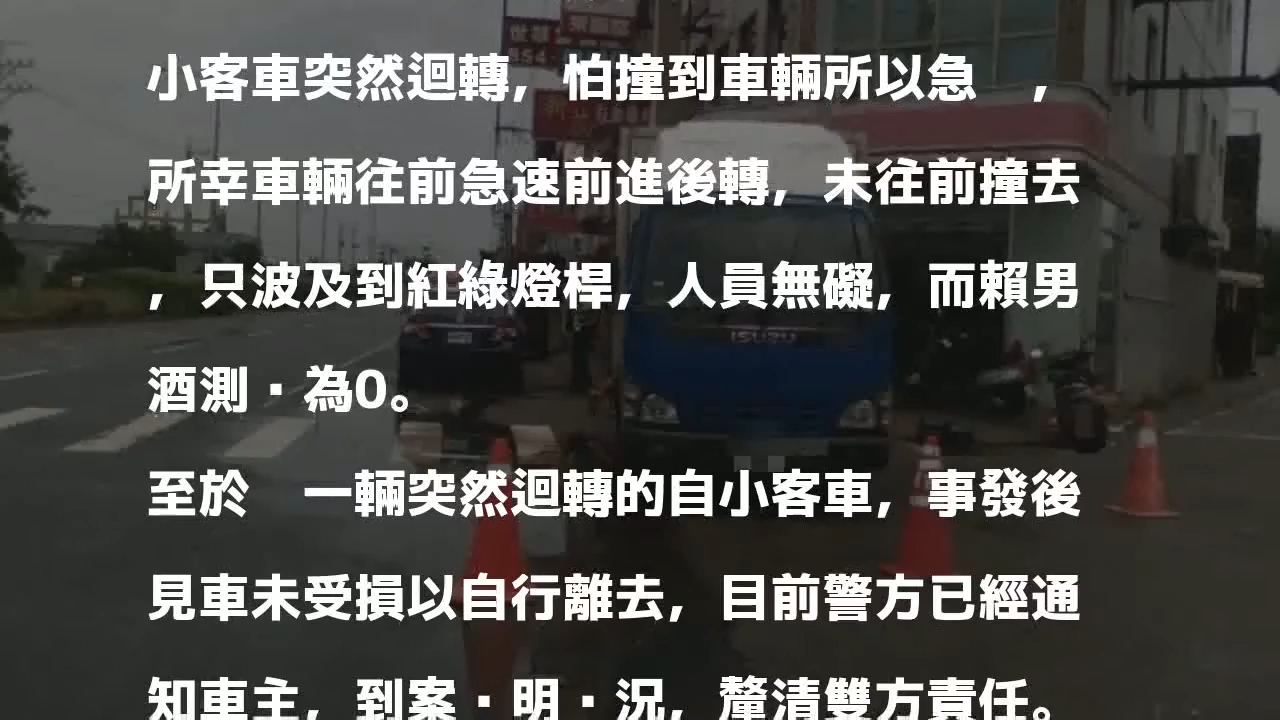 小客車突然迴轉，怕撞到車輛所以急　，
所幸車輛往前急速前進後轉，未往前撞去
，只波及到紅綠燈桿，人員無礙，而賴男
酒測·為0。
至於　一輛突然迴轉的自小客車，事發後
見車未受損以自行離去，目前警方已經通
知車主，到案·明·況，釐清雙方責任。
ISUZU